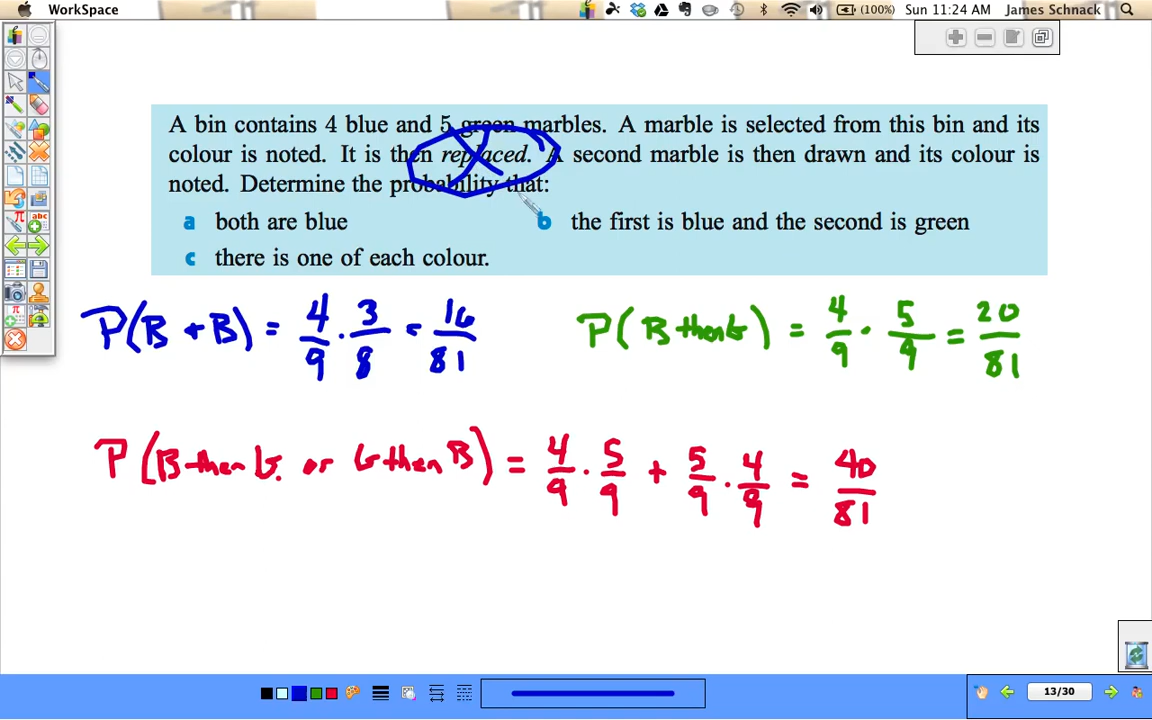 WorkSpace (100%) Sun 11:24 AM James Schnack
A bin contains 4 blue and 5 green marbles. A marble is selected from this bin and its
colour is noted. It is then replaced. A second marble is then drawn and its colour is
noted. Determine the probability that:
a both are blue b the first is blue and the second is green
c there is one of each colour.
P(B + B) = 4/9 · 3/8 = 16/81 P(B then G) = 4/9 · 5/9 = 20/81
P(B then G. or G then B) = 4/9 · 5/9 + 5/9 · 4/9 = 40/81
13/30